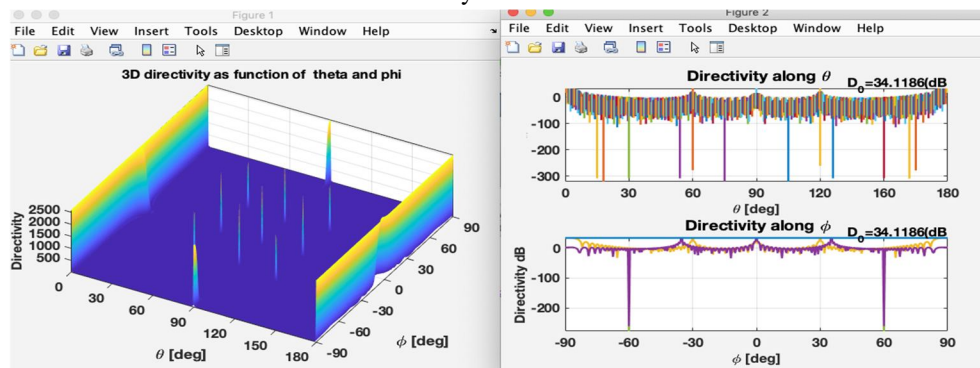 Figure 1
File Edit View Insert Tools Desktop Window Help
3D directivity as function of theta and phi
Directivity
2500
2000
1500
1000
500
0
30
60
90
120
150
180
θ [deg]
-90
-60
-30
0
30
60
90
ϕ [deg]
Figure 2
File Edit View Insert Tools Desktop Window Help
Directivity along θ
D₀=34.1186(dB
0
-100
-200
-300
0 30 60 90 120 160 180
θ [deg]
Directivity along ϕ
D₀=34.1186(dB
Directivity dB
0
-100
-200
-90 -60 -30 0 30 60 90
ϕ [deg]